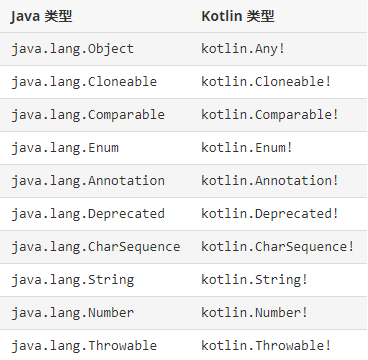 Java 类型 Kotlin 类型
java.lang.Object kotlin.Any!
java.lang.Cloneable kotlin.Cloneable!
java.lang.Comparable kotlin.Comparable!
java.lang.Enum kotlin.Enum!
java.lang.Annotation kotlin.Annotation!
java.lang.Deprecated kotlin.Deprecated!
java.lang.CharSequence kotlin.CharSequence!
java.lang.String kotlin.String!
java.lang.Number kotlin.Number!
java.lang.Throwable kotlin.Throwable!